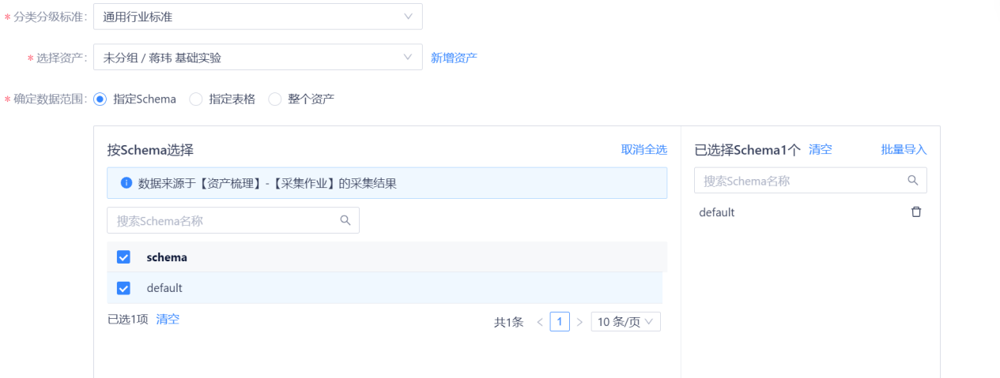 * 分类分级标准: 通用行业标准
* 选择资产: 未分组 / 蒋玮 基础实验 新增资产
* 确定数据范围: 指定Schema 指定表格 整个资产
按Schema选择 取消全选
数据来源于【资产梳理】-【采集作业】的采集结果
搜索Schema名称
schema
default
已选1项 清空
共1条 < 1 > 10 条/页
已选择Schema1个 清空 批量导入
搜索Schema名称
default